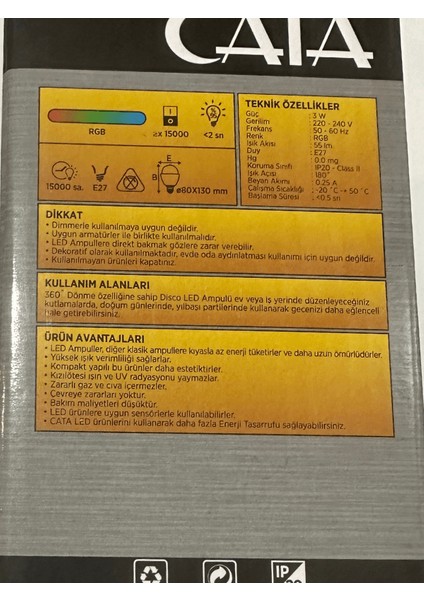 CATA
RGB
≥x 15000
<2 sn
15000 sa.
E27
E
B
ø80X130 mm
TEKNİK ÖZELLİKLER
Güç : 3 W
Gerilim : 220 - 240 V
Frekans : 50 - 60 Hz
Renk : RGB
Işık Akısı : 55 lm.
Duy : E27
Hg : 0.0 mg
Koruma Sınıfı : IP20 - Class II
Işık Açısı : 180°
Beyan Akımı : 0.25 A
Çalışma Sıcaklığı : -20 °C → 50 °C
Başlama Süresi : <0.5 sn
DİKKAT
• Dimmerle kullanılmaya uygun değildir.
• Uygun armatürler ile birlikte kullanılmalıdır.
• LED Ampullere direkt bakmak gözlere zarar verebilir.
• Dekoratif olarak kullanılmaktadır, evde oda aydınlatması kullanımı için uygun değildir.
• Kullanılmayan ürünleri kapatınız.
KULLANIM ALANLARI
360° Dönme özelliğine sahip Disco LED Ampulü ev veya iş yerinde düzenleyeceğiniz
kutlamalarda, doğum günlerinde, yılbaşı partilerinde kullanarak gecenizi daha eğlenceli
hale getirebilirsiniz.
ÜRÜN AVANTAJLARI
• LED Ampuller, diğer klasik ampullere kıyasla az enerji tüketirler ve daha uzun ömürlüdürler.
• Yüksek ışık verimliliği sağlarlar.
• Kompakt yapılı bu ürünler daha estetiktirler.
• Kızılötesi ışın ve UV radyasyonu yaymazlar.
• Zararlı gaz ve civa içermezler.
• Çevreye zararları yoktur.
• Bakım maliyetleri düşüktür.
• LED ürünlere uygun sensörlerle kullanılabilirler.
• CATA LED ürünlerini kullanarak daha fazla Enerji Tasarrufu sağlayabilirsiniz.
IP